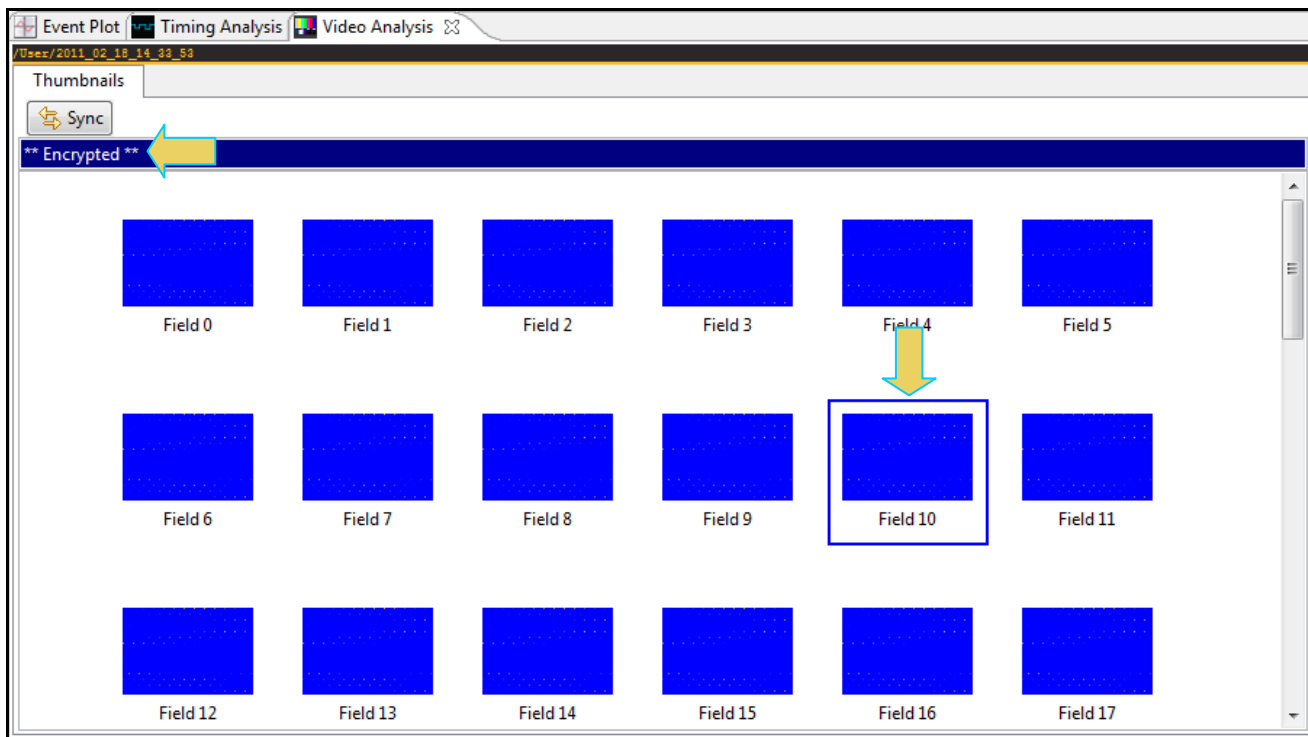 Event Plot Timing Analysis Video Analysis
/User/2011_02_18_14_33_53
Thumbnails
Sync
** Encrypted **
Field 0 Field 1 Field 2 Field 3 Field 4 Field 5
Field 6 Field 7 Field 8 Field 9 Field 10 Field 11
Field 12 Field 13 Field 14 Field 15 Field 16 Field 17